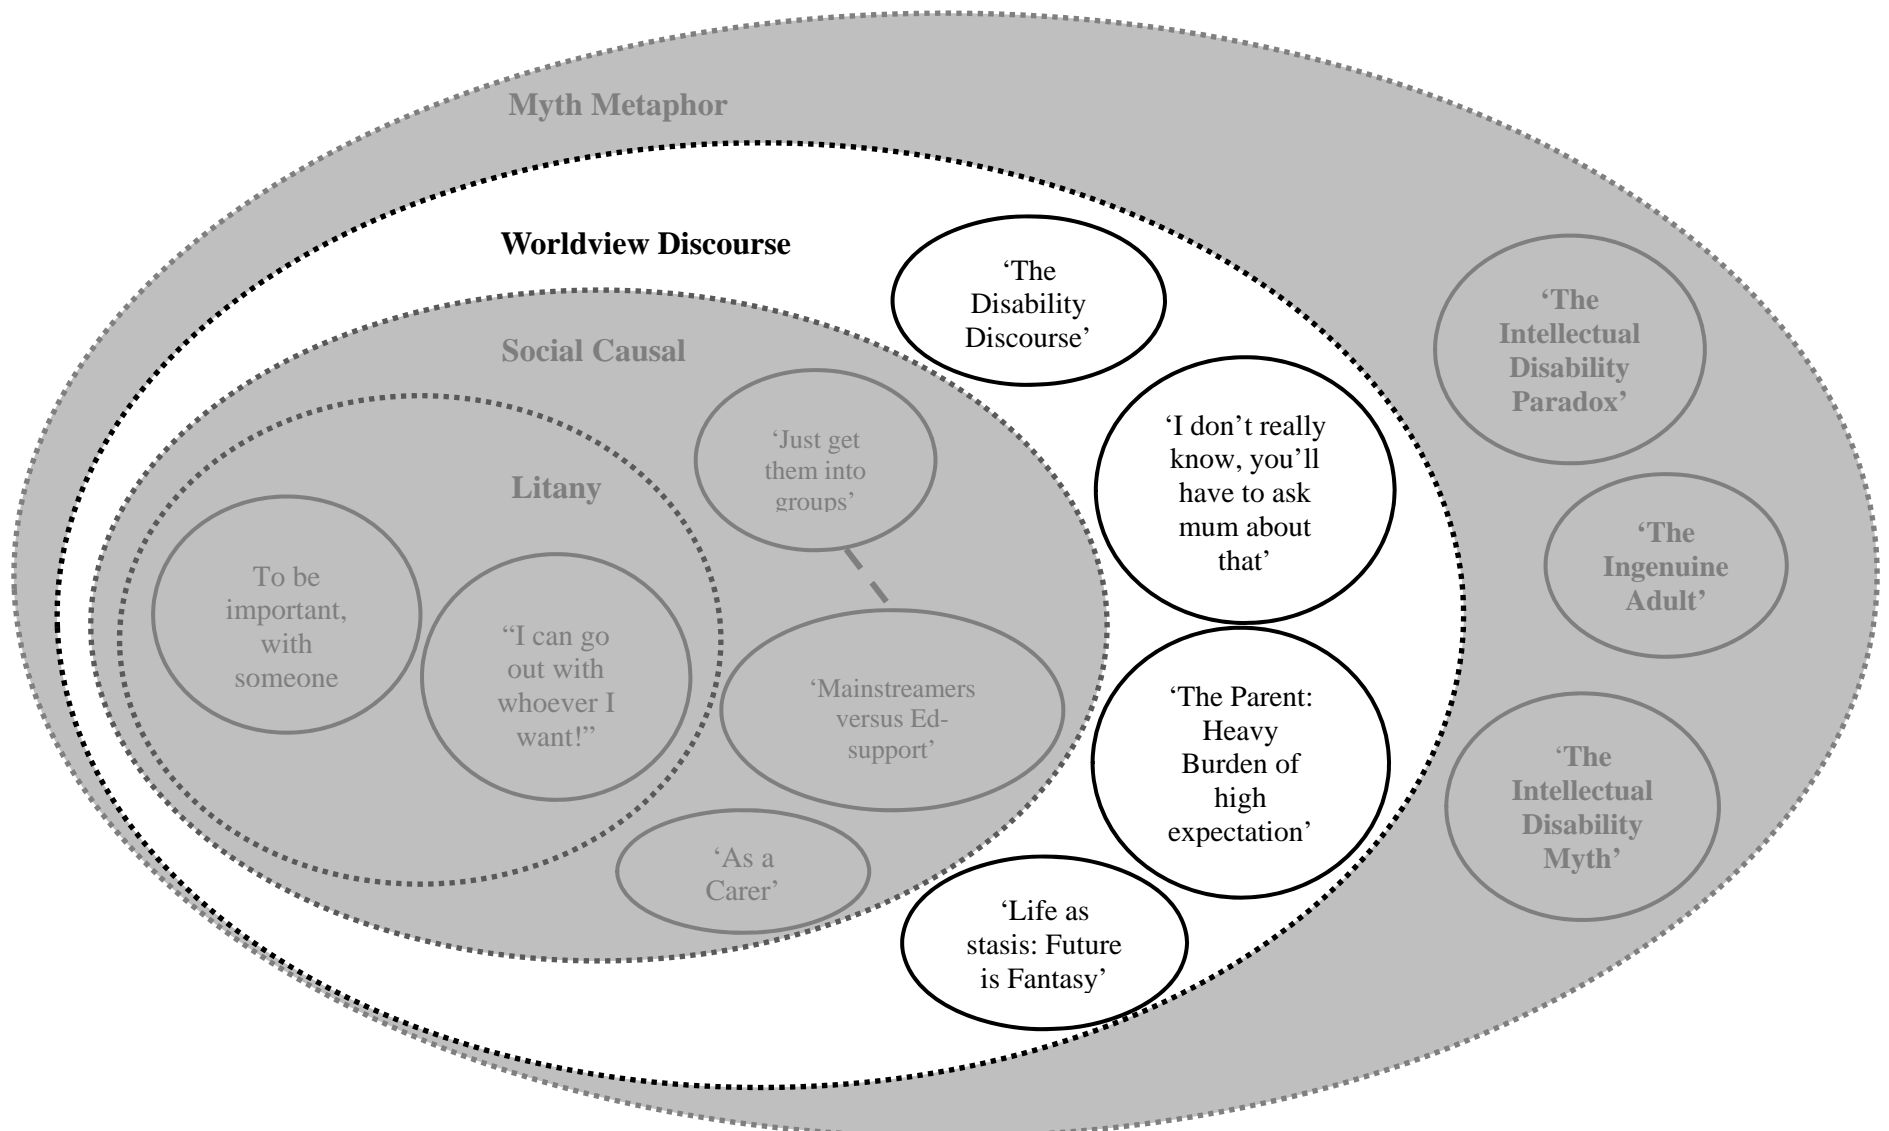 Myth Metaphor
Worldview Discourse
‘The
Disability
Discourse’
‘The
Intellectual
Disability
Paradox’
Social Causal
‘Just get
them into
groups’
‘I don’t really
know, you’ll
have to ask
mum about
that’
Litany
To be
important,
with
someone
“I can go
out with
whoever I
want!”
‘Mainstreamers
versus Ed-
support’
‘The
Ingenuine
Adult’
‘The Parent:
Heavy
Burden of
high
expectation’
‘The
Intellectual
Disability
Myth’
‘As a
Carer’
‘Life as
stasis: Future
is Fantasy’